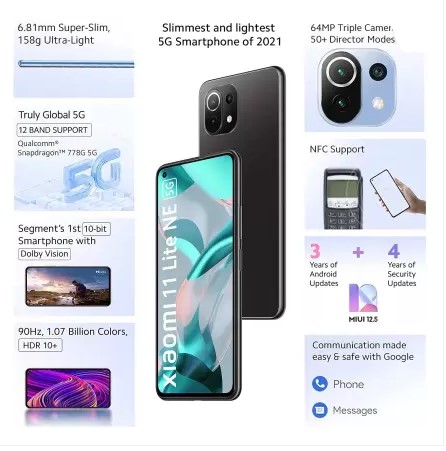 6.81mm Super-Slim,
158g Ultra-Light
Slimmest and lightest
5G Smartphone of 2021
64MP Triple Camer
50+ Director Modes
Truly Global 5G
12 BAND SUPPORT
Qualcomm®
Snapdragon™ 778G 5G
5G
NFC Support
Segment's 1st 10-bit
Smartphone with
Dolby Vision
Xiaomi 11 Lite NE 5G
3 + 4
Years of Android Updates
Years of Security Updates
MIUI 12.5
90Hz, 1.07 Billion Colors,
HDR 10+
Communication made
easy & safe with Google
Phone
Messages